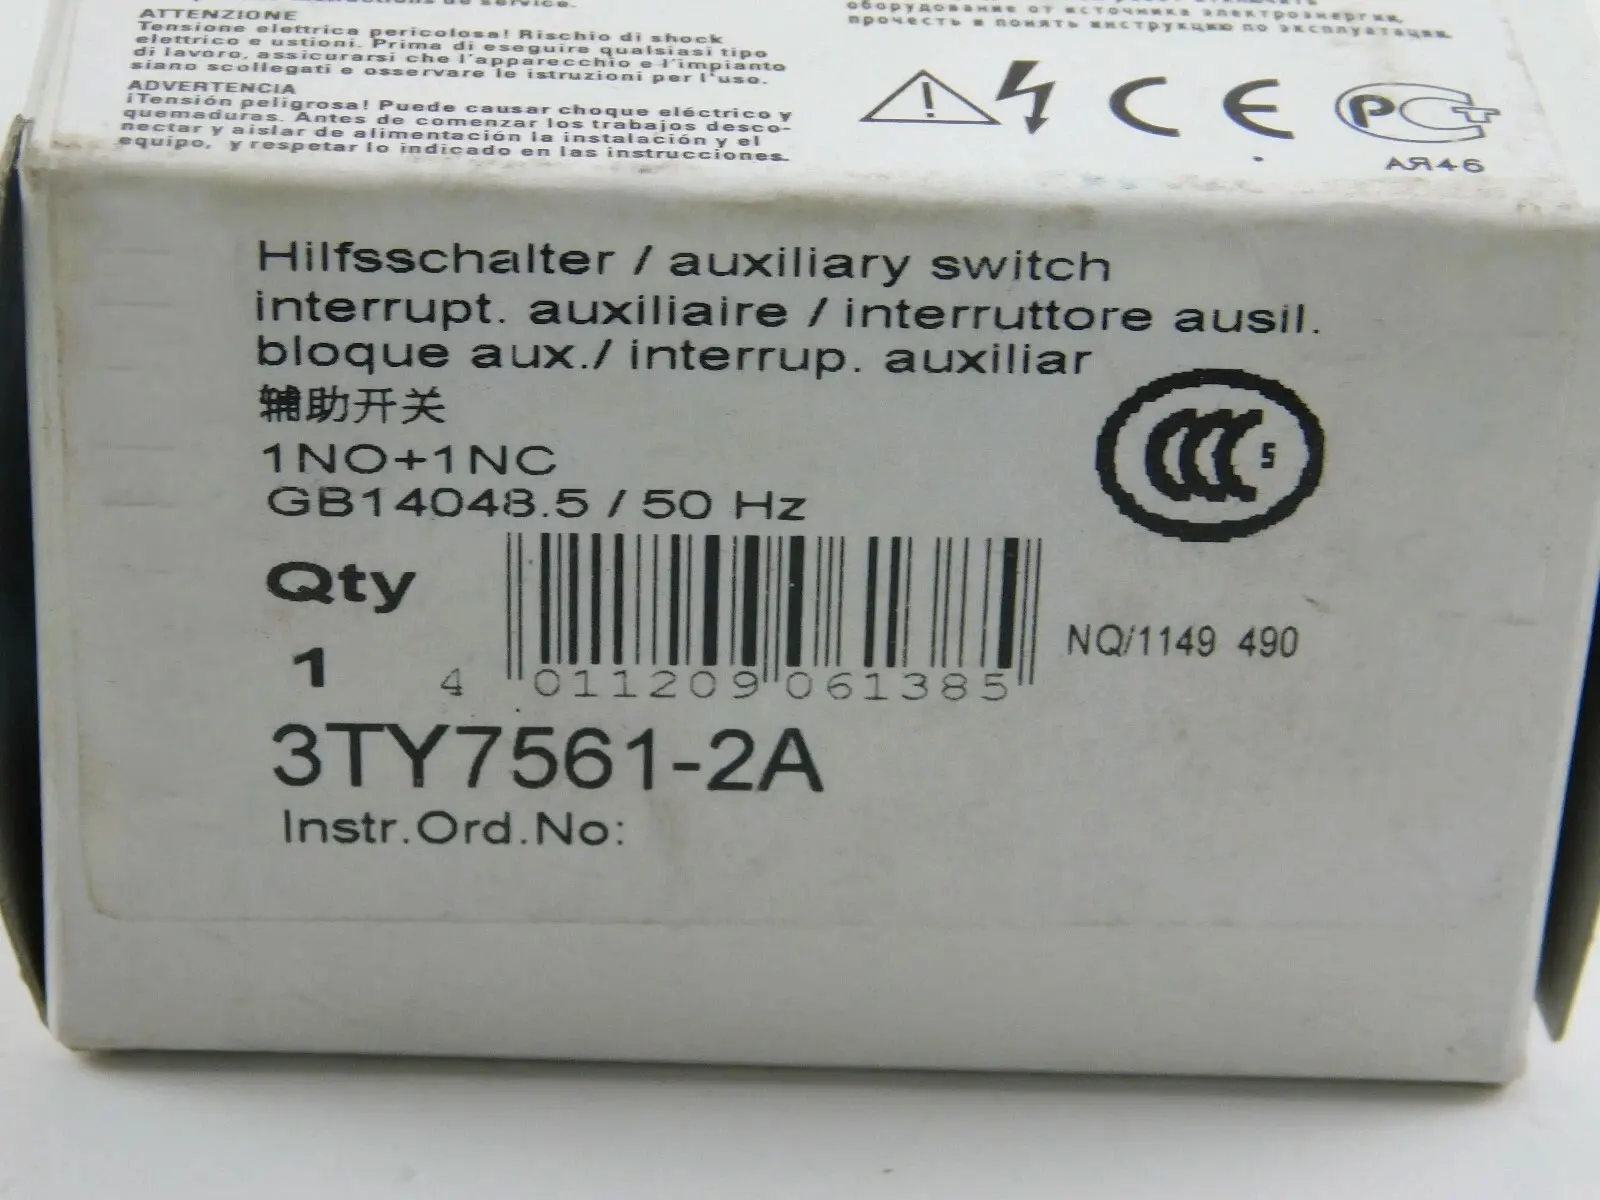 instructions de service.
ATTENZIONE
Tensione elettrica pericolosa! Rischio di shock
elettrico e ustioni. Prima di eseguire qualsiasi tipo
di lavoro, assicurarsi che l'apparecchio e l'impianto
siano scollegati e osservare le istruzioni per l'uso.
ADVERTENCIA
¡Tensión peligrosa! Puede causar choque eléctrico y
quemaduras. Antes de comenzar los trabajos desco-
nectar y aislar de alimentación la instalación y el
equipo, y respetar lo indicado en las instrucciones.
оборудование от источника электроэнергии,
прочесть и понять инструкцию по эксплуатации.
CE
PCT
АЯ46
Hilfsschalter / auxiliary switch
interrupt. auxiliaire / interruttore ausil.
bloque aux./ interrup. auxiliar
辅助开关
1NO+1NC
GB14048.5 / 50 Hz
CCC S
Qty
1
4 011209 061385
NQ/1149 490
3TY7561-2A
Instr.Ord.No: